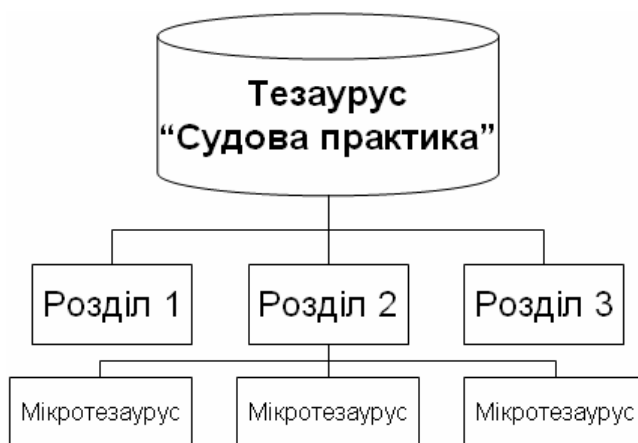 Тезаурус
“Судова практика”
Розділ 1
Розділ 2
Розділ 3
Мікротезаурус
Мікротезаурус
Мікротезаурус